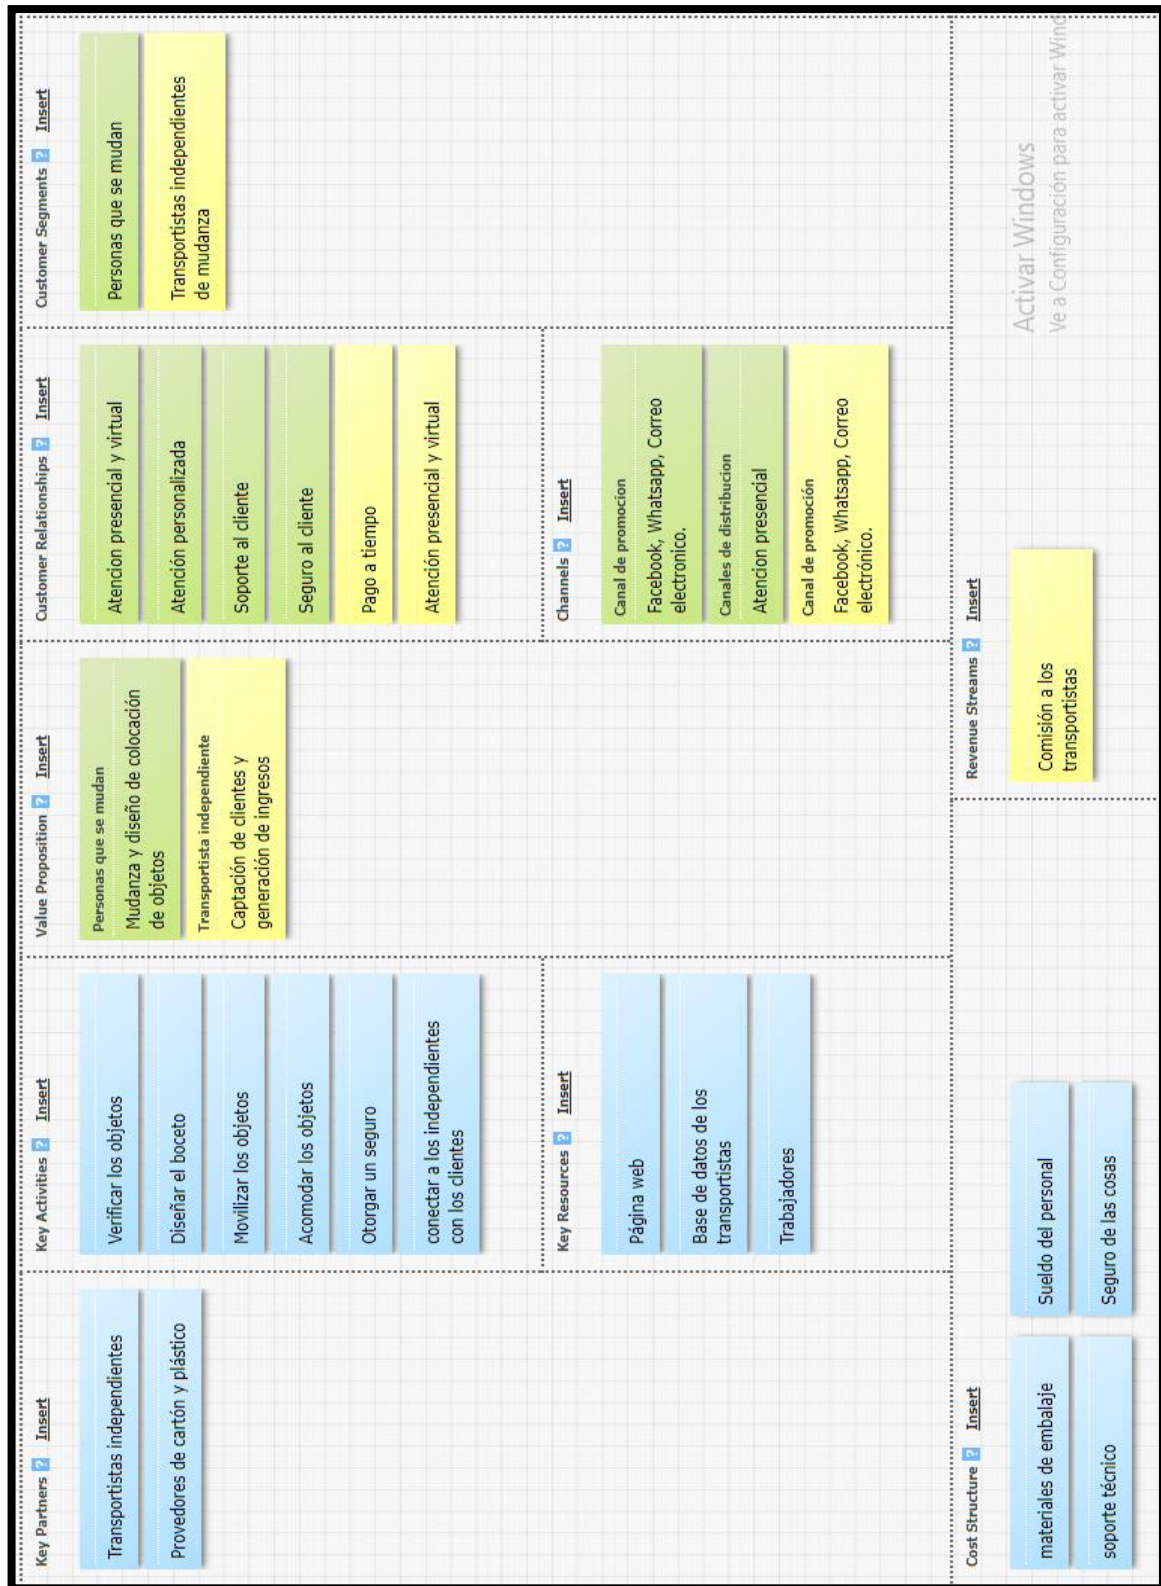 Key Partners ? Insert
Transportistas independientes
Provedores de cartón y plástico
Key Activities ? Insert
Verificar los objetos
Diseñar el boceto
Movilizar los objetos
Acomodar los objetos
Otorgar un seguro
conectar a los independientes
con los clientes
Key Resources ? Insert
Página web
Base de datos de los
transportistas
Trabajadores
Value Proposition ? Insert
Personas que se mudan
Mudanza y diseño de colocación
de objetos
Transportista independiente
Captación de clientes y
generación de ingresos
Customer Relationships ? Insert
Atencion presencial y virtual
Atención personalizada
Soporte al cliente
Seguro al cliente
Pago a tiempo
Atención presencial y virtual
Channels ? Insert
Canal de promocion
Facebook, Whatsapp, Correo
electronico.
Canales de distribucion
Atencion presencial
Canal de promoción
Facebook, Whatsapp, Correo
electrónico.
Customer Segments ? Insert
Personas que se mudan
Transportistas independientes
de mudanza
Cost Structure ? Insert
materiales de embalaje
Sueldo del personal
soporte técnico
Seguro de las cosas
Revenue Streams ? Insert
Comisión a los
transportistas
Activar Windows
Ve a Configuración para activar Wind